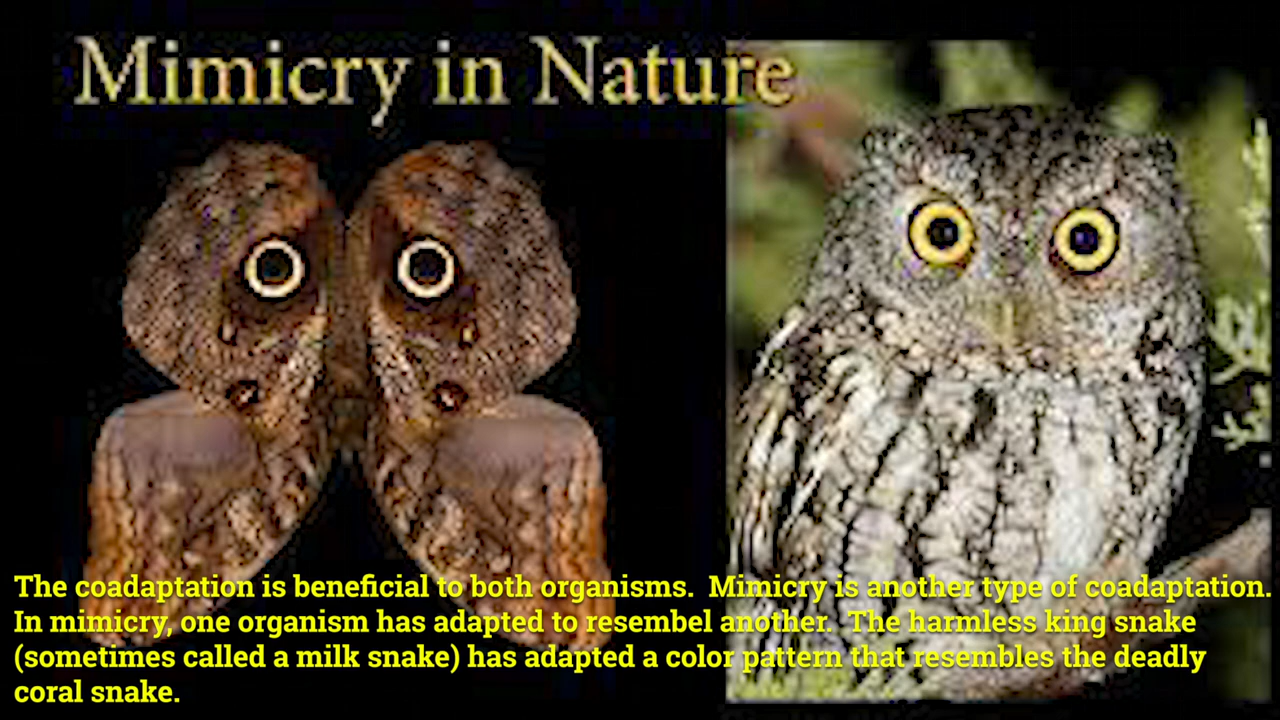 Mimicry in Nature
The coadaptation is beneficial to both organisms.  Mimicry is another type of coadaptation.
In mimicry, one organism has adapted to resembel another.  The harmless king snake
(sometimes called a milk snake) has adapted a color pattern that resembles the deadly
coral snake.